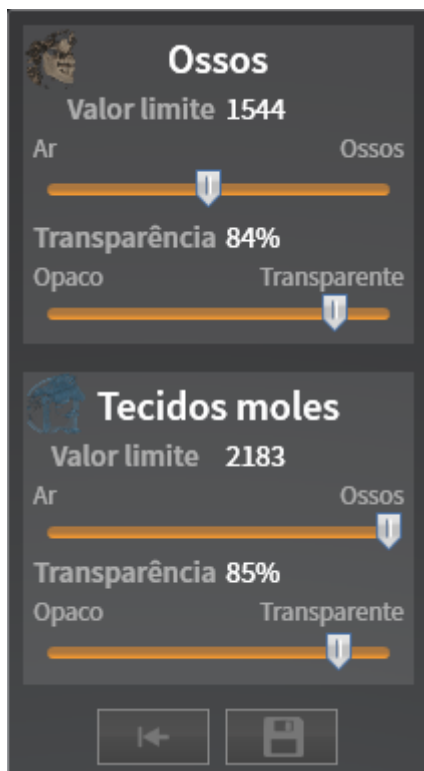 Ossos
Valor limite 1544
Ar Ossos
Transparência 84%
Opaco Transparente
Tecidos moles
Valor limite 2183
Ar Ossos
Transparência 85%
Opaco Transparente